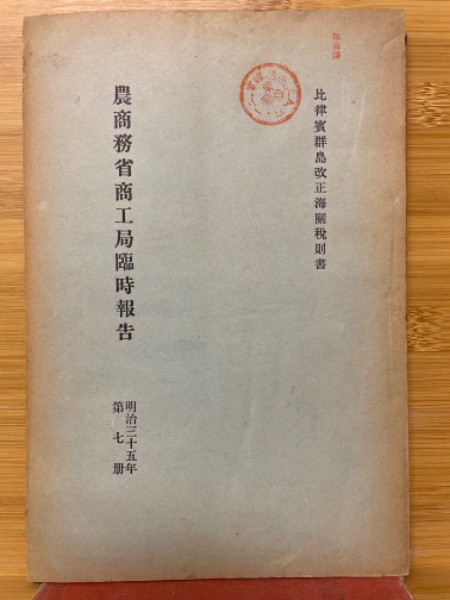 比律賓群島改正海關稅則書
農商務省商工局臨時報告
明治三十五年
第七册